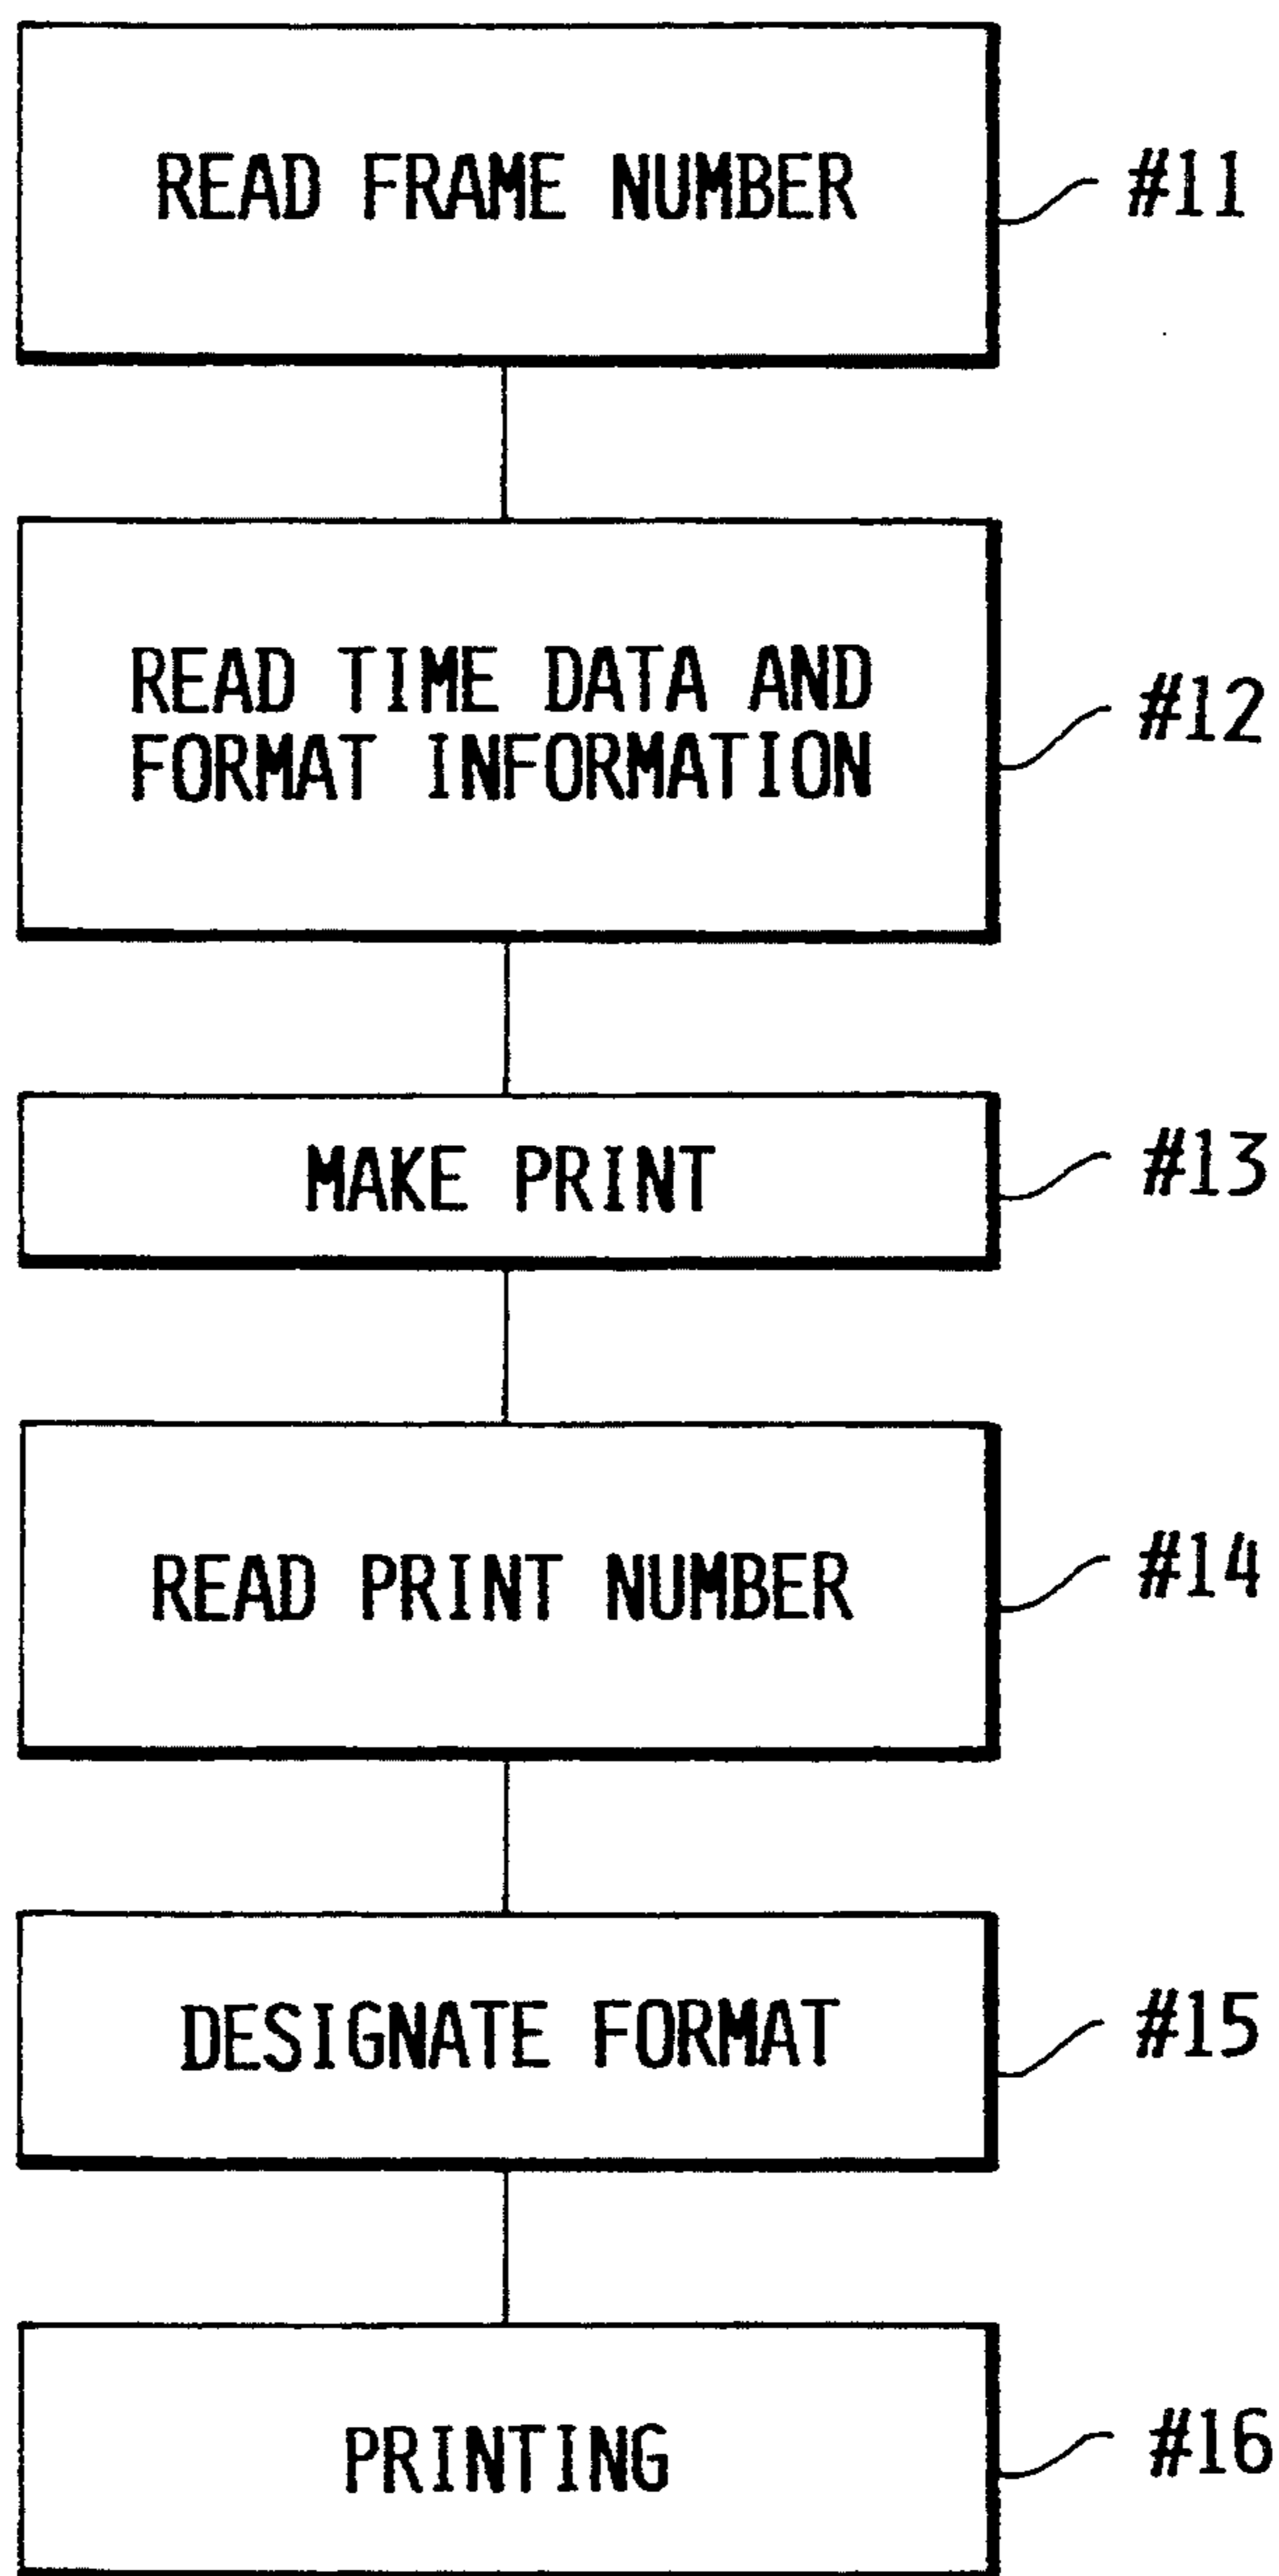 READ FRAME NUMBER
#11
READ TIME DATA AND
FORMAT INFORMATION
#12
MAKE PRINT
#13
READ PRINT NUMBER
#14
DESIGNATE FORMAT
#15
PRINTING
#16